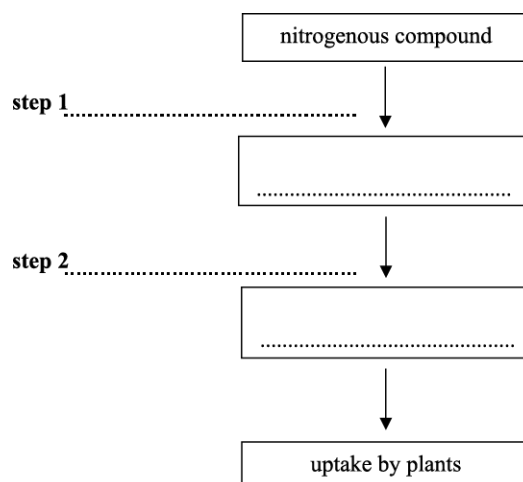 nitrogenous compound
step 1
step 2
uptake by plants